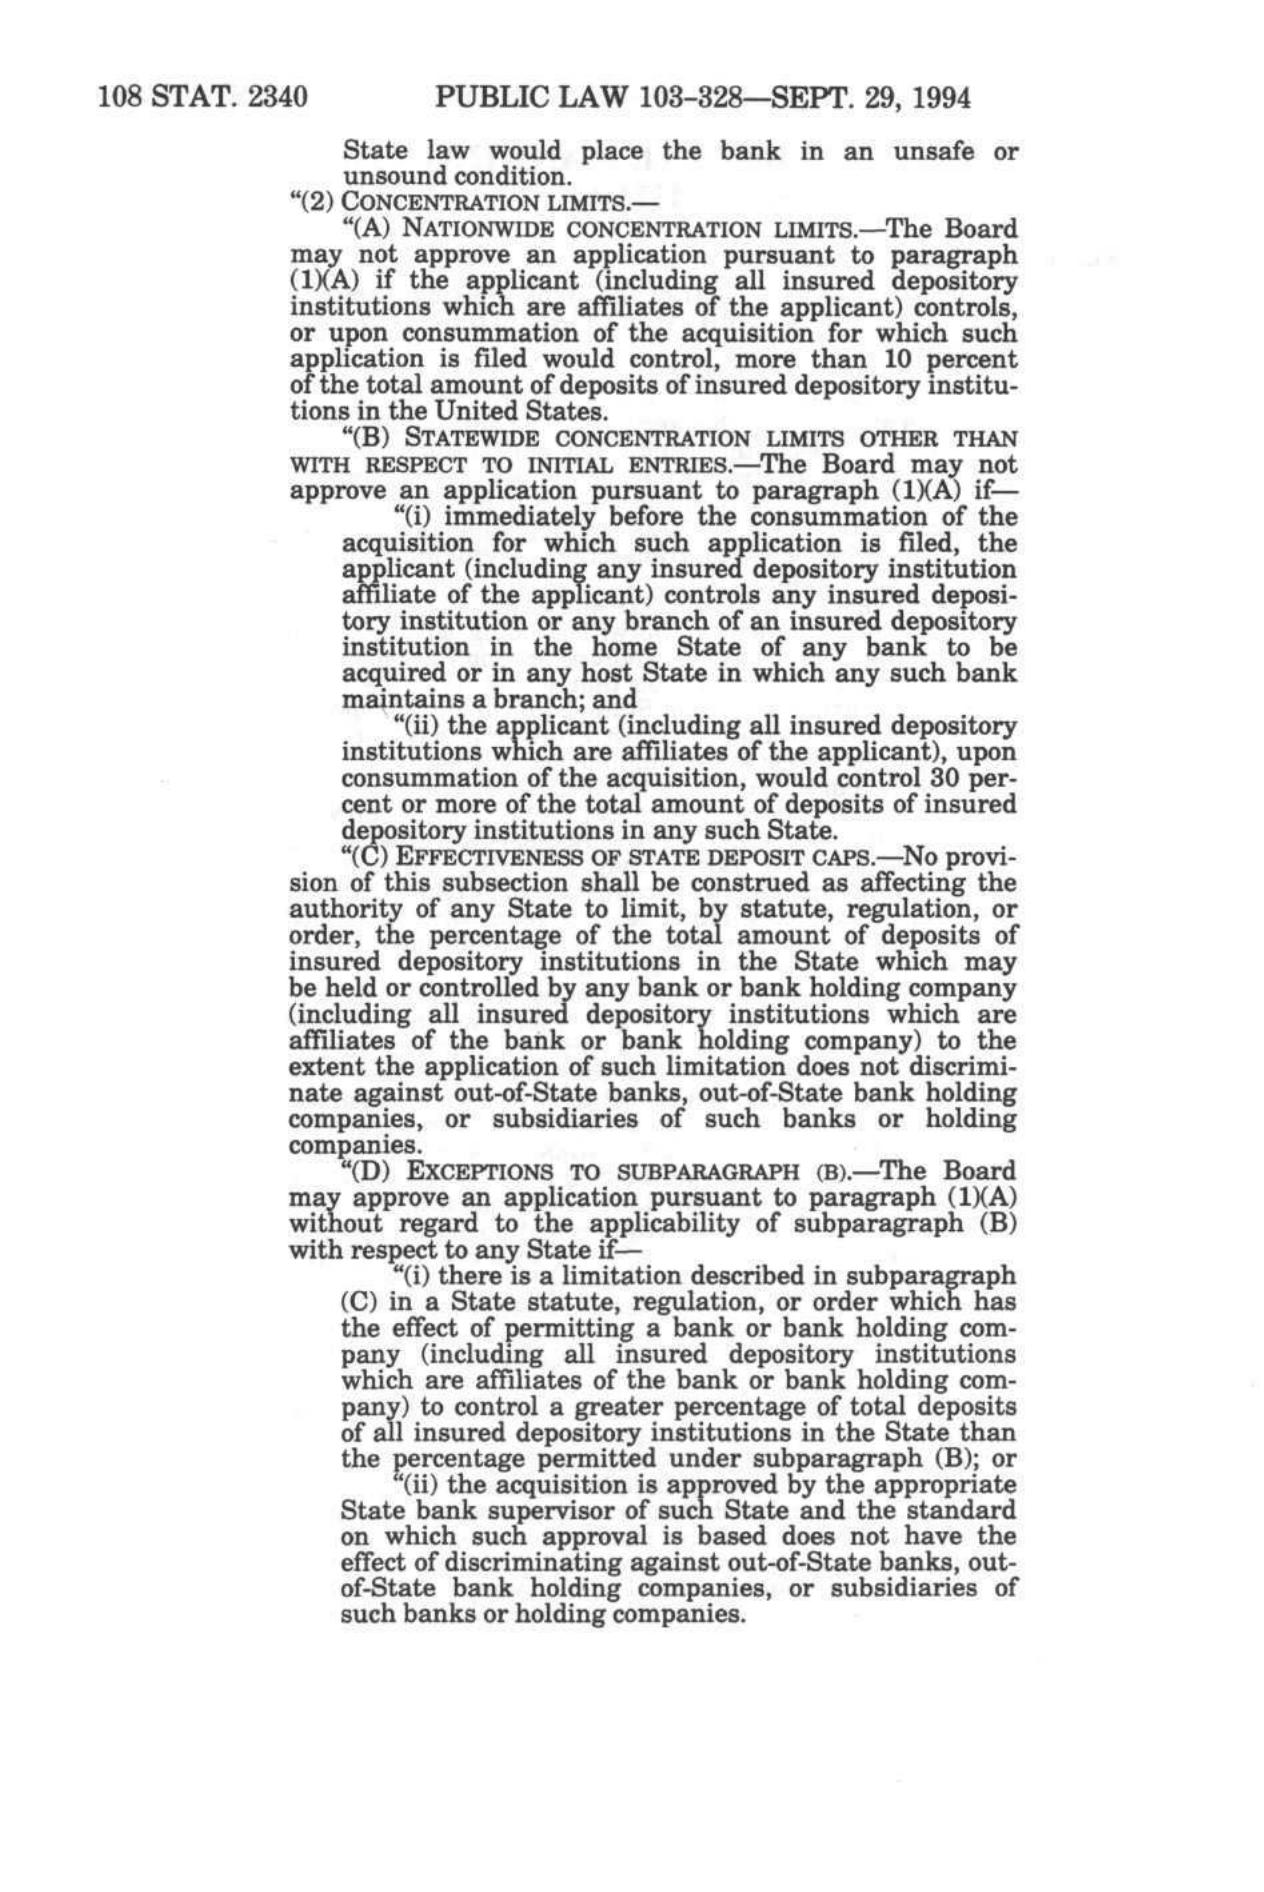 108 STAT. 2340 PUBLIC LAW 103–328—SEPT. 29, 1994
State law would place the bank in an unsafe or
unsound condition.
“(2) CONCENTRATION LIMITS.—
“(A) NATIONWIDE CONCENTRATION LIMITS.—The Board
may not approve an application pursuant to paragraph
(1)(A) if the applicant (including all insured depository
institutions which are affiliates of the applicant) controls,
or upon consummation of the acquisition for which such
application is filed would control, more than 10 percent
of the total amount of deposits of insured depository institu-
tions in the United States.
“(B) STATEWIDE CONCENTRATION LIMITS OTHER THAN
WITH RESPECT TO INITIAL ENTRIES.—The Board may not
approve an application pursuant to paragraph (1)(A) if—
“(i) immediately before the consummation of the
acquisition for which such application is filed, the
applicant (including any insured depository institution
affiliate of the applicant) controls any insured deposi-
tory institution or any branch of an insured depository
institution in the home State of any bank to be
acquired or in any host State in which any such bank
maintains a branch; and
“(ii) the applicant (including all insured depository
institutions which are affiliates of the applicant), upon
consummation of the acquisition, would control 30 per-
cent or more of the total amount of deposits of insured
depository institutions in any such State.
“(C) EFFECTIVENESS OF STATE DEPOSIT CAPS.—No provi-
sion of this subsection shall be construed as affecting the
authority of any State to limit, by statute, regulation, or
order, the percentage of the total amount of deposits of
insured depository institutions in the State which may
be held or controlled by any bank or bank holding company
(including all insured depository institutions which are
affiliates of the bank or bank holding company) to the
extent the application of such limitation does not discrimi-
nate against out-of-State banks, out-of-State bank holding
companies, or subsidiaries of such banks or holding
companies.
“(D) EXCEPTIONS TO SUBPARAGRAPH (B).—The Board
may approve an application pursuant to paragraph (1)(A)
without regard to the applicability of subparagraph (B)
with respect to any State if—
“(i) there is a limitation described in subparagraph
(C) in a State statute, regulation, or order which has
the effect of permitting a bank or bank holding com-
pany (including all insured depository institutions
which are affiliates of the bank or bank holding com-
pany) to control a greater percentage of total deposits
of all insured depository institutions in the State than
the percentage permitted under subparagraph (B); or
“(ii) the acquisition is approved by the appropriate
State bank supervisor of such State and the standard
on which such approval is based does not have the
effect of discriminating against out-of-State banks, out-
of-State bank holding companies, or subsidiaries of
such banks or holding companies.